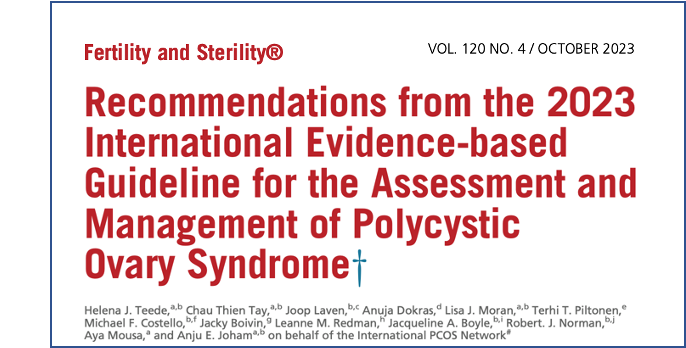 Fertility and Sterility®
VOL. 120 NO. 4 / OCTOBER 2023
Recommendations from the 2023
International Evidence-based
Guideline for the Assessment and
Management of Polycystic
Ovary Syndrome†
Helena J. Teede,a,b Chau Thien Tay,a,b Joop Laven,b,c Anuja Dokras,d Lisa J. Moran,a,b Terhi T. Piltonen,e
Michael F. Costello,b,f Jacky Boivin,g Leanne M. Redman,h Jacqueline A. Boyle,b,i Robert. J. Norman,b,j
Aya Mousa,a and Anju E. Johama,b on behalf of the International PCOS Network#